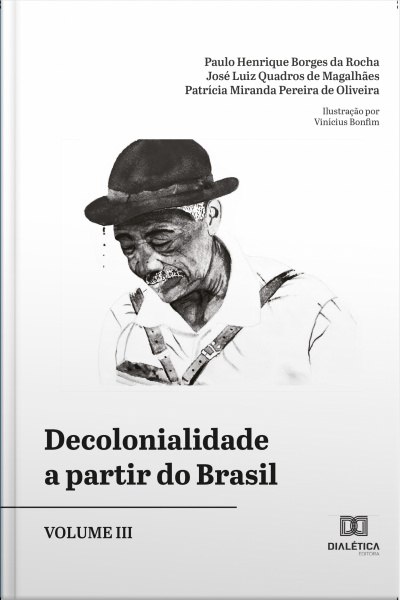 Paulo Henrique Borges da Rocha
José Luiz Quadros de Magalhães
Patrícia Miranda Pereira de Oliveira
Ilustração por
Vinícius Bonfim
Decolonialidade
a partir do Brasil
VOLUME III
DIALÉTICA
EDITORA